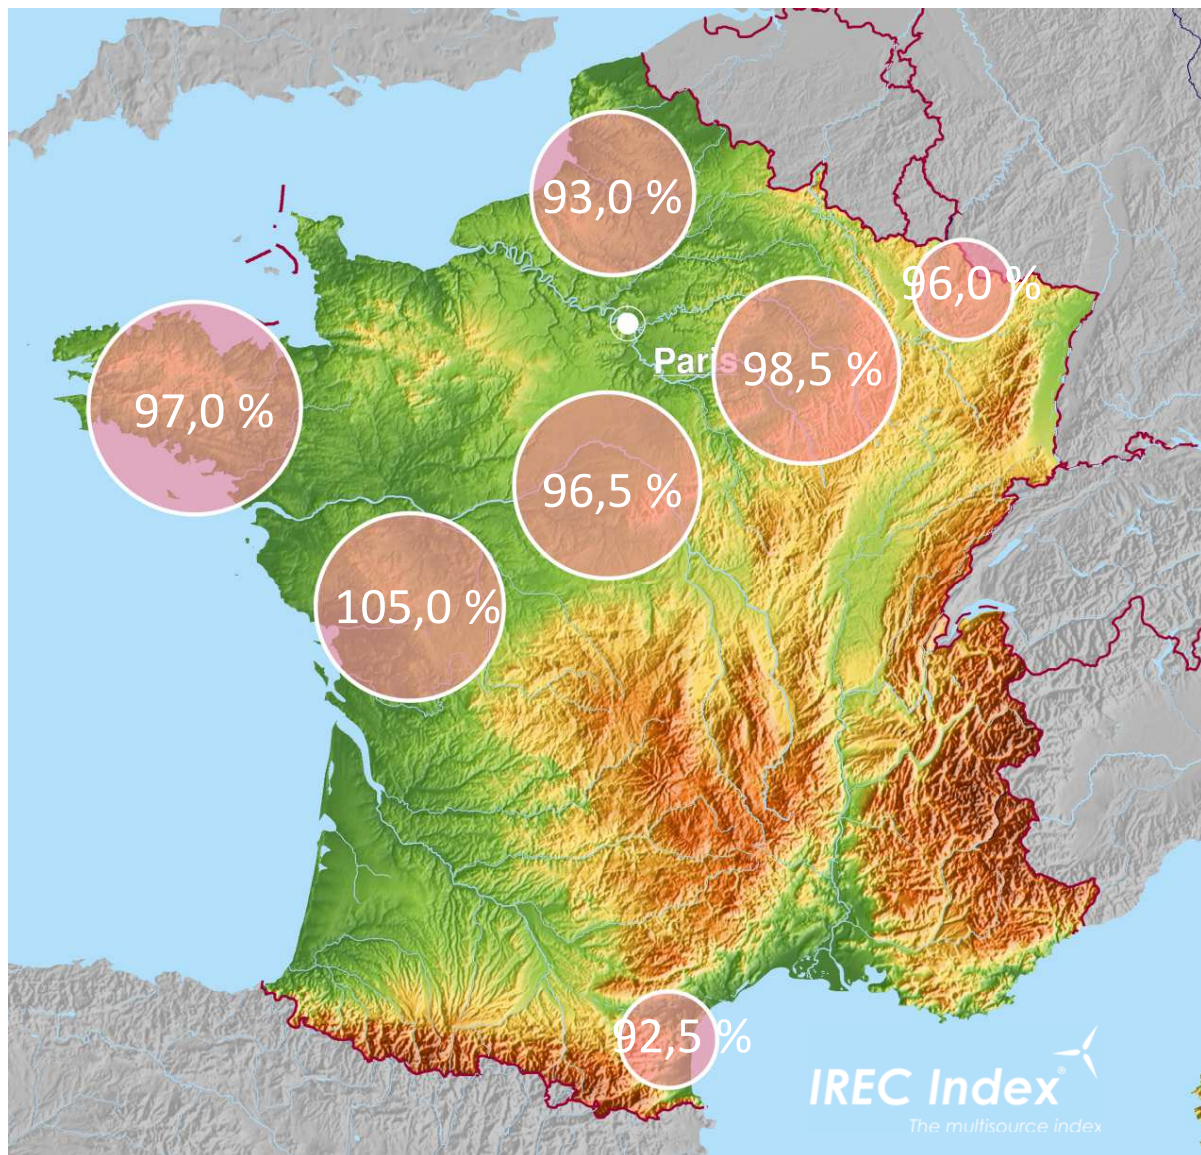 93,0 %
96,0 %
Paris
98,5 %
97,0 %
96,5 %
105,0 %
92,5 %
IREC Index®
The multisource index